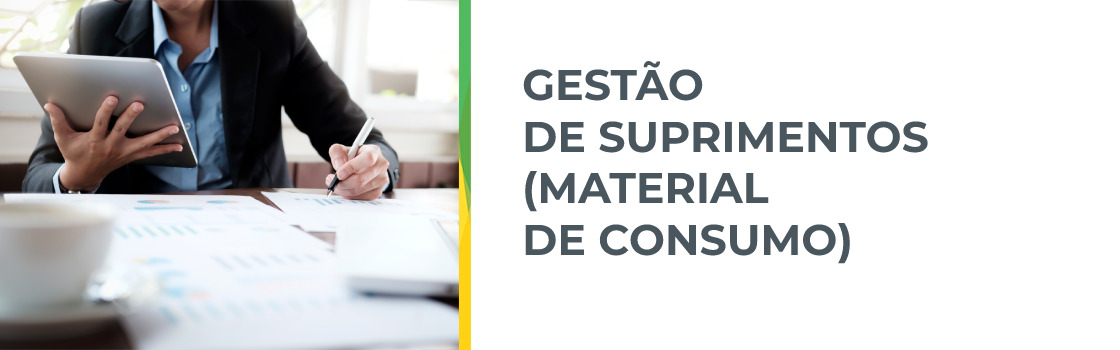 GESTÃO
DE SUPRIMENTOS
(MATERIAL
DE CONSUMO)